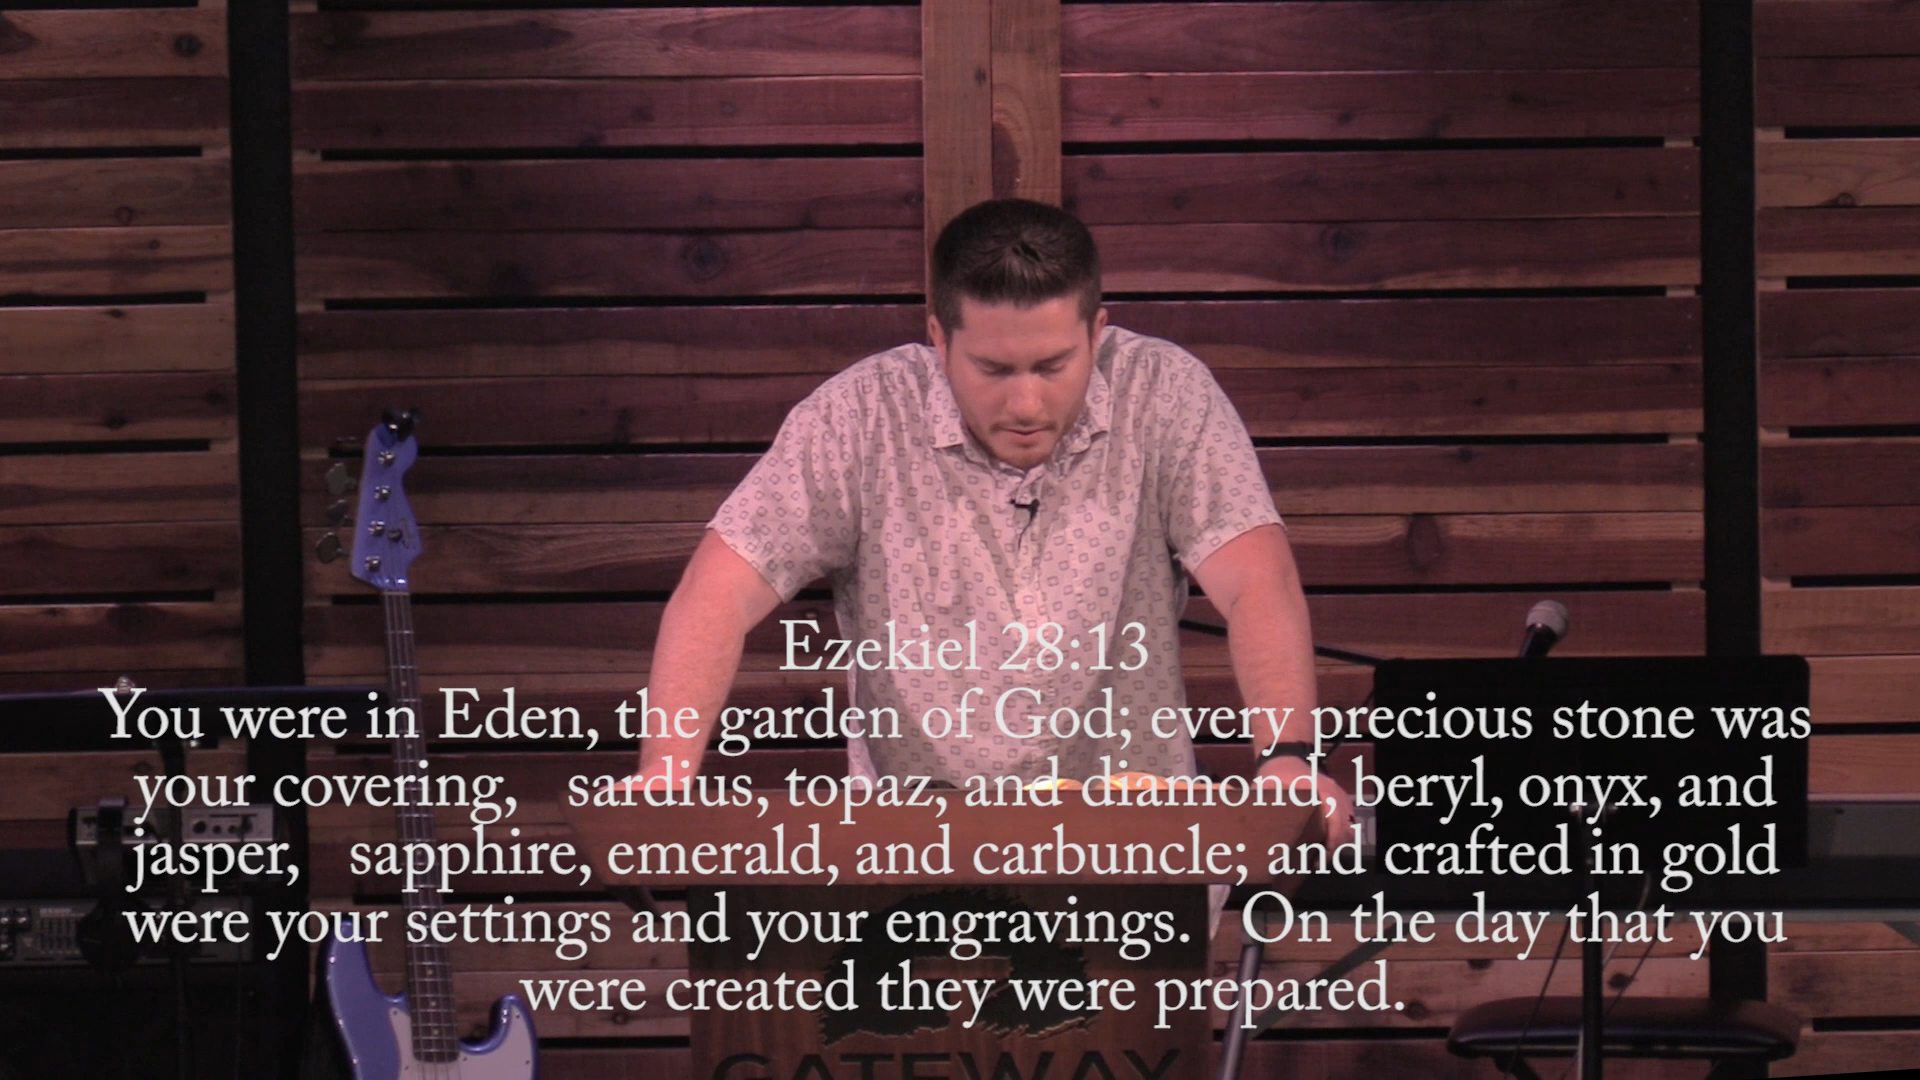 Ezekiel 28:13
You were in Eden, the garden of God; every precious stone was
your covering, sardius, topaz, and diamond, beryl, onyx, and
jasper, sapphire, emerald, and carbuncle; and crafted in gold
were your settings and your engravings. On the day that you
were created they were prepared.
GATEWAY